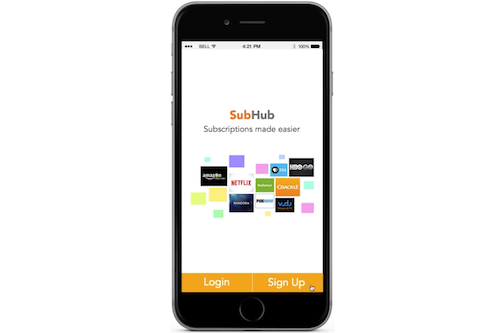 BELL 4:21 PM 100%
SubHub
Subscriptions made easier
amazon
PBS
HBO GO
NETFLIX
CRACKLE
PANDORA
vudu
Login Sign Up